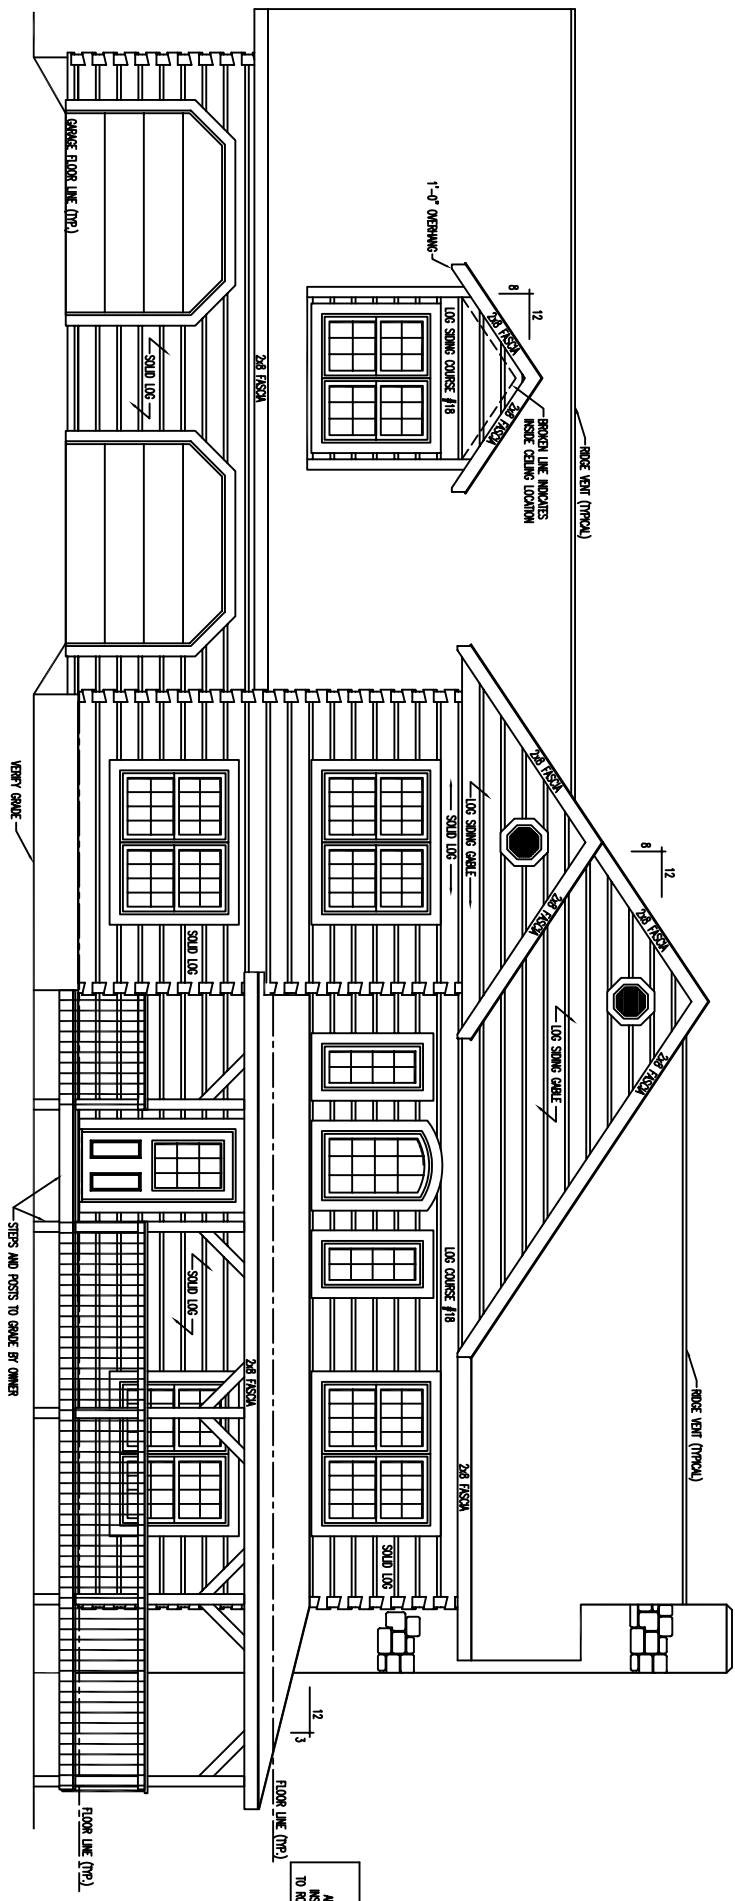 RIDGE VENT (TYPICAL)
12
8
2x8 FASCIA
2x8 FASCIA
LOG SIDING GABLE
2x8 FASCIA
2x8 FASCIA
LOG SIDING GABLE
SOLID LOG
RIDGE VENT (TYPICAL)
BROKEN LINE INDICATES
INSIDE CEILING LOCATION
12
8
2x8 FASCIA
2x8 FASCIA
1'-0" OVERHANG
LOG SIDING COURSE #18
LOG COURSE #18
2x8 FASCIA
SOLID LOG
12
3
2x8 FASCIA
2x8 FASCIA
FLOOR LINE (TYP.)
SOLID LOG
SOLID LOG
SOLID LOG
GARAGE FLOOR LINE (TYP.)
FLOOR LINE (TYP.)
VERIFY GRADE
STEPS AND POSTS TO GRADE BY OWNER
TO